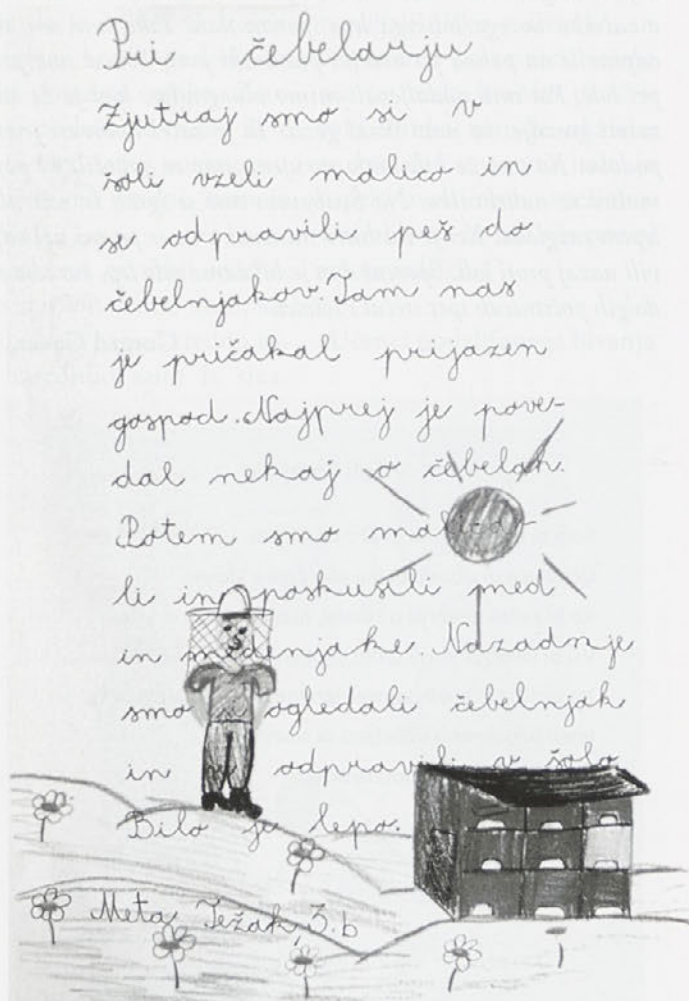 Pri čebelarju
Zjutraj smo si v
šoli vzeli malico in
se odpravili peš do
čebelnjakov. Tam nas
je pričakal prijazen
gospod. Najprej je pove-
dal nekaj o čebelah.
Potem smo malica-
li in poskusili med
in medenjake. Nazadnje
smo si ogledali čebelnjak
in odpravili v šolo
Bilo je lepo.
Meta Težak, 3.b